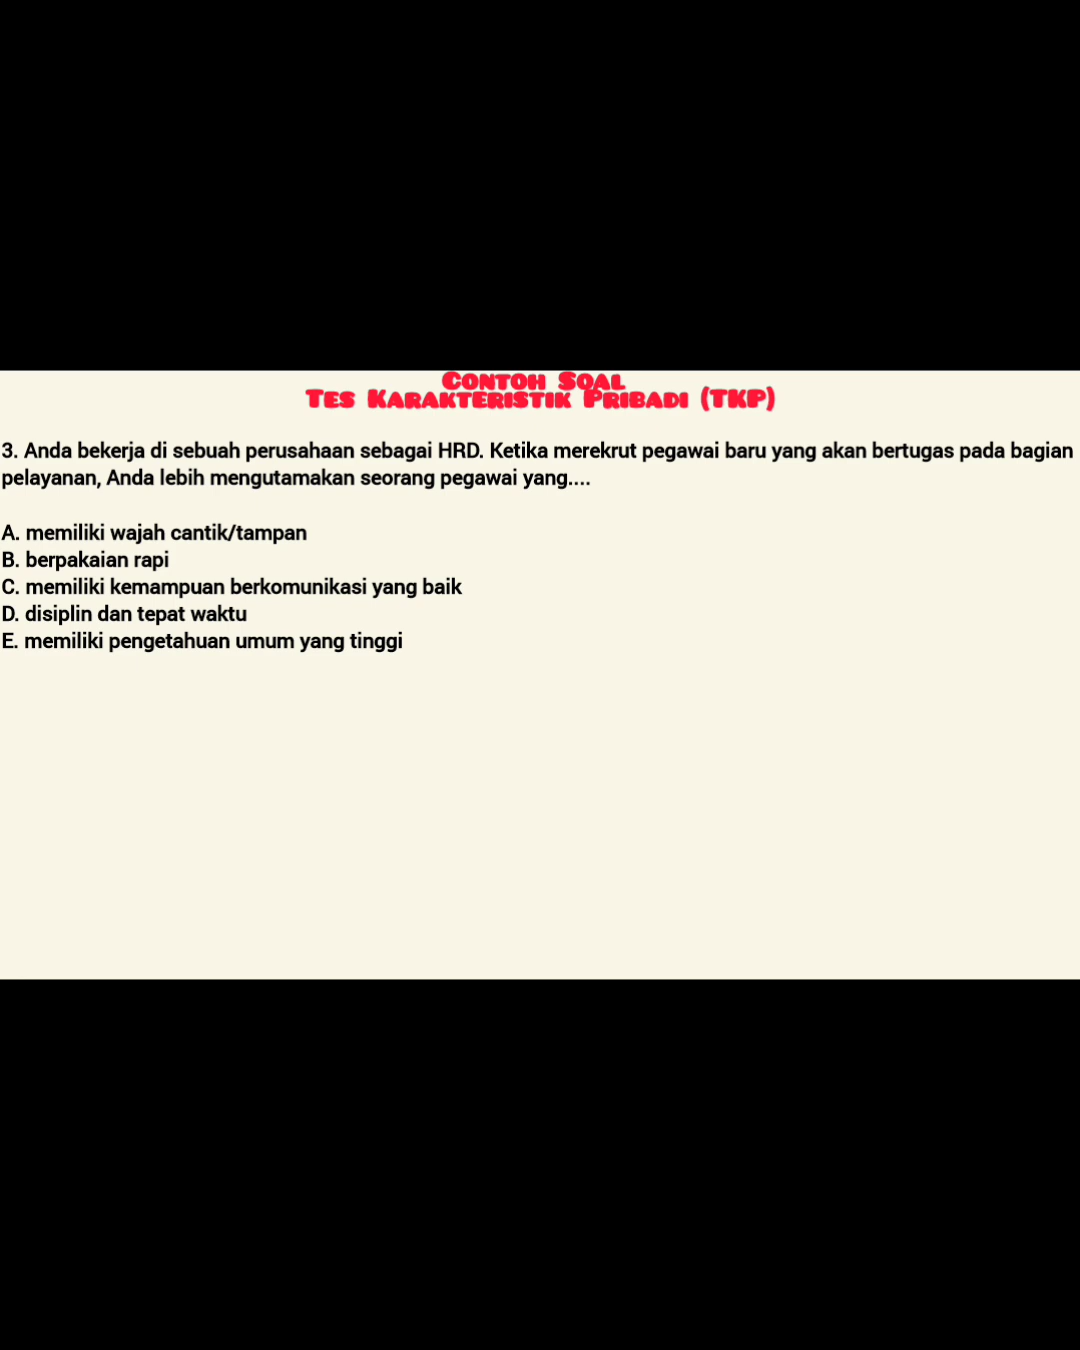 Contoh Soal
Tes Karakteristik Pribadi (TKP)
3. Anda bekerja di sebuah perusahaan sebagai HRD. Ketika merekrut pegawai baru yang akan bertugas pada bagian
pelayanan, Anda lebih mengutamakan seorang pegawai yang....
A. memiliki wajah cantik/tampan
B. berpakaian rapi
C. memiliki kemampuan berkomunikasi yang baik
D. disiplin dan tepat waktu
E. memiliki pengetahuan umum yang tinggi